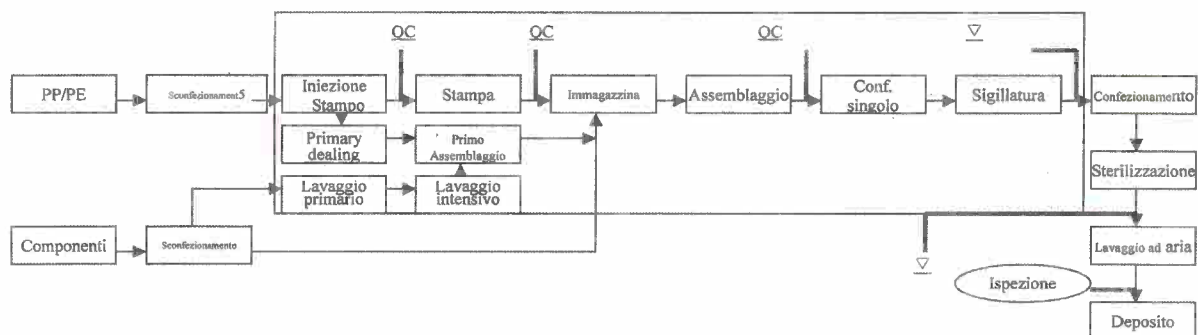 QC QC QC ▽
PP/PE
Sconfezionament5
Iniezione
Stampo
Stampa
Immagazzina
Assemblaggio
Conf.
singolo
Sigillatura
Confezionamento
Primary
dealing
Primo
Assemblaggio
Sterilizzazione
Lavaggio
primario
Lavaggio
intensivo
Componenti
Sconfezionamento
Lavaggio ad aria
▽
Ispezione
Deposito